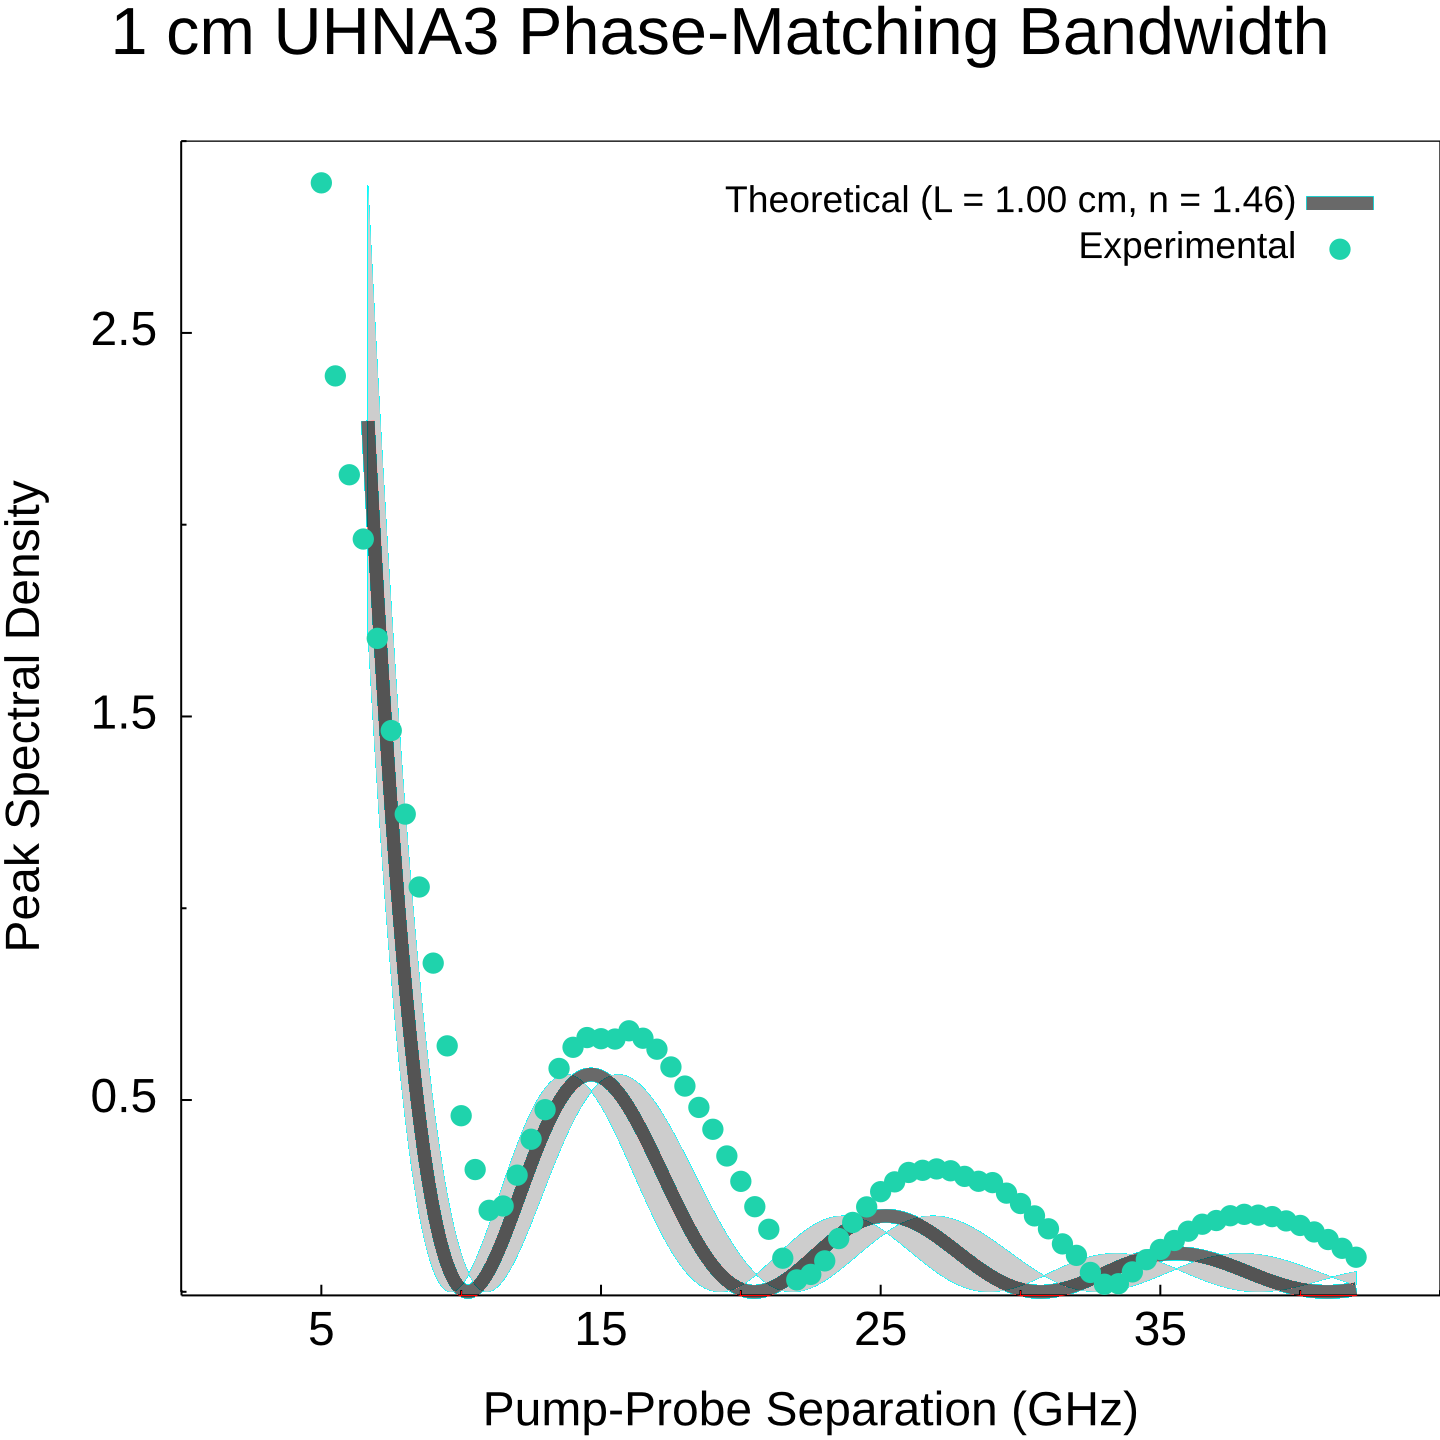 1 cm UHNA3 Phase-Matching Bandwidth
Theoretical (L = 1.00 cm, n = 1.46)
Experimental
Peak Spectral Density
2.5
1.5
0.5
5 15 25 35
Pump-Probe Separation (GHz)